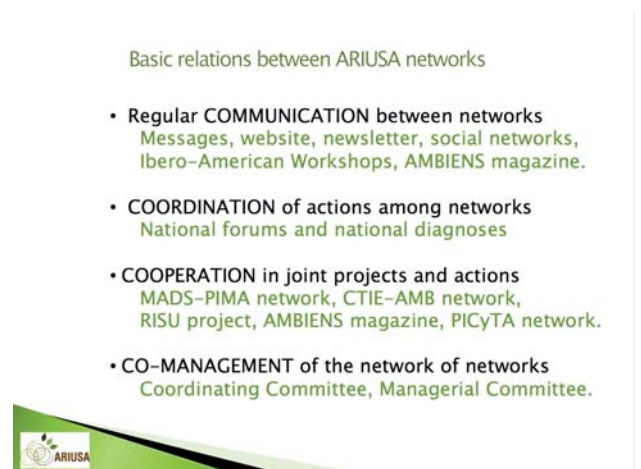 Basic relations between ARIUSA networks
• Regular COMMUNICATION between networks
Messages, website, newsletter, social networks,
Ibero-American Workshops, AMBIENS magazine.
• COORDINATION of actions among networks
National forums and national diagnoses
• COOPERATION in joint projects and actions
MADS-PIMA network, CTIE-AMB network,
RISU project, AMBIENS magazine, PICyTA network.
• CO-MANAGEMENT of the network of networks
Coordinating Committee, Managerial Committee.
ARIUSA